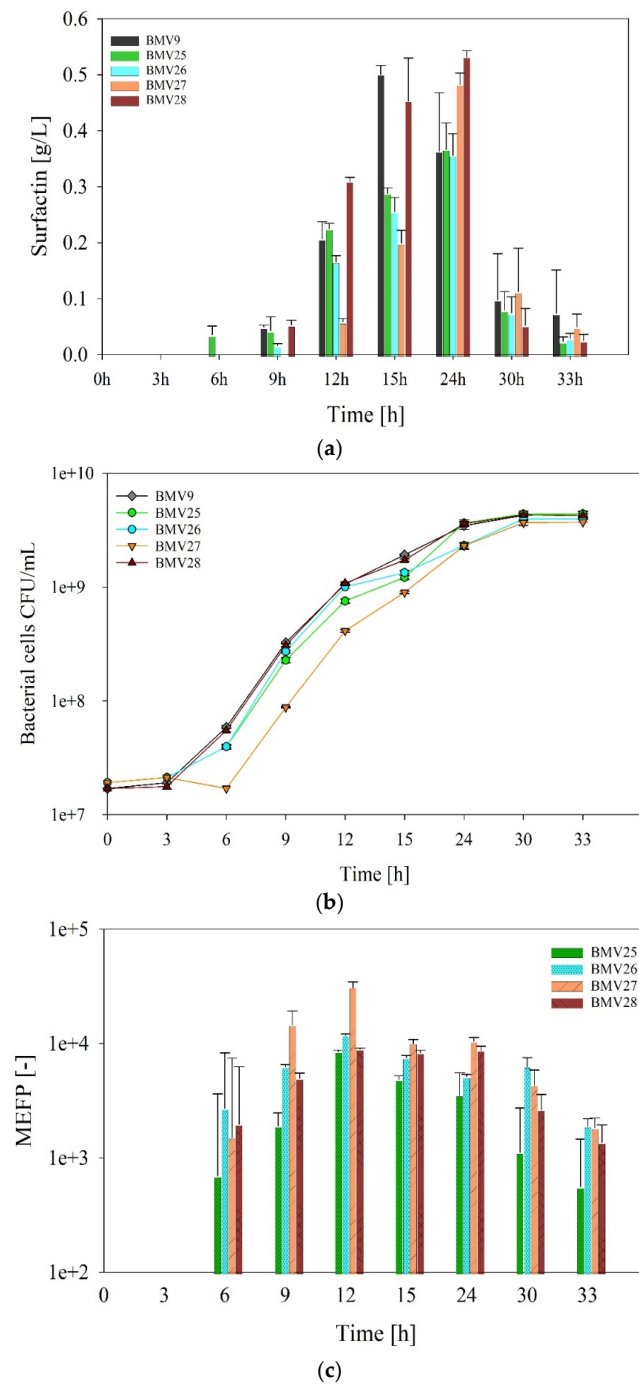 BMV9
BMV25
BMV26
BMV27
BMV28
Surfactin [g/L]
0.6
0.5
0.4
0.3
0.2
0.1
0.0
0h 3h 6h 9h 12h 15h 24h 30h 33h
Time [h]
(a)
1e+10
BMV9
BMV25
BMV26
BMV27
BMV28
Bacterial cells CFU/mL
1e+9
1e+8
1e+7
0 3 6 9 12 15 24 30 33
Time [h]
(b)
1e+5
BMV25
BMV26
BMV27
BMV28
MEFP [-]
1e+4
1e+3
1e+2
0 3 6 9 12 15 24 30 33
Time [h]
(c)